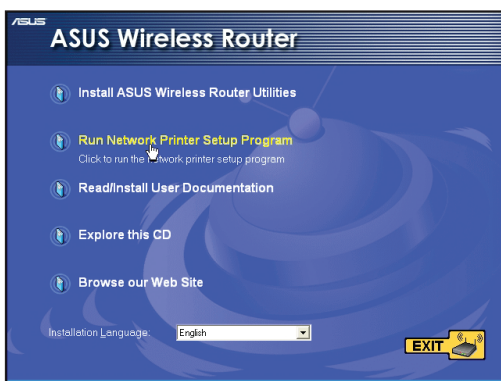 ASUS
ASUS Wireless Router
Install ASUS Wireless Router Utilities
Run Network Printer Setup Program
Click to run the network printer setup program
Read/Install User Documentation
Explore this CD
Browse our Web Site
Installation Language: English
EXIT